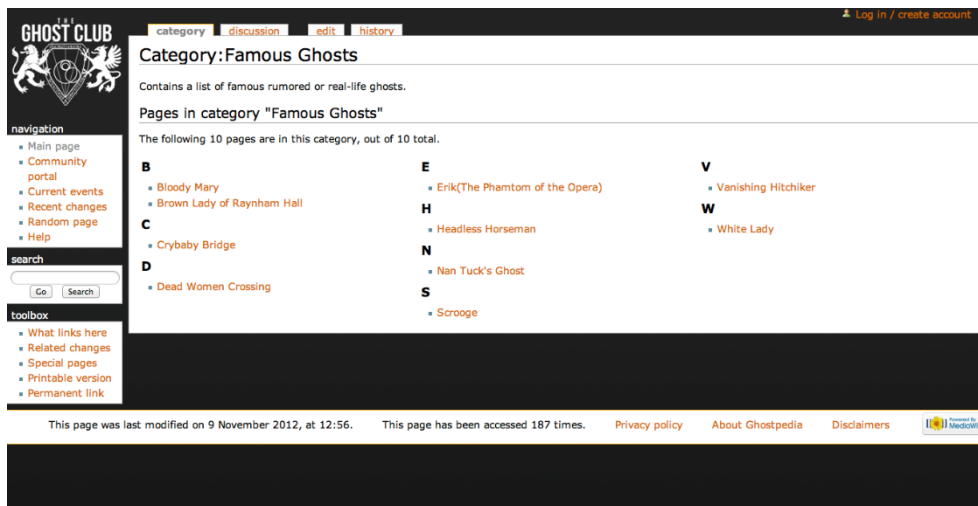 THE
GHOST CLUB
Log in / create account
category discussion edit history
Category:Famous Ghosts
Contains a list of famous rumored or real-life ghosts.
Pages in category "Famous Ghosts"
The following 10 pages are in this category, out of 10 total.
B
Bloody Mary
Brown Lady of Raynham Hall
C
Crybaby Bridge
D
Dead Women Crossing
E
Erik(The Phamtom of the Opera)
H
Headless Horseman
N
Nan Tuck's Ghost
S
Scrooge
V
Vanishing Hitchiker
W
White Lady
navigation
Main page
Community
portal
Current events
Recent changes
Random page
Help
search
Go Search
toolbox
What links here
Related changes
Special pages
Printable version
Permanent link
This page was last modified on 9 November 2012, at 12:56. This page has been accessed 187 times. Privacy policy About Ghostpedia Disclaimers
Powered By
MediaWi